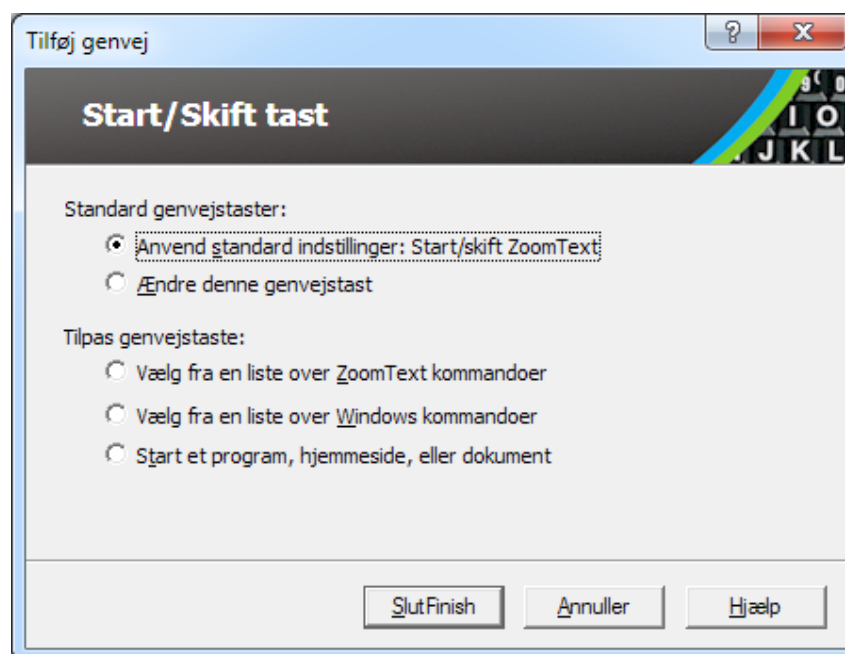 Tilføj genvej
Start/Skift tast
9 ( 0
I O
J K L
Standard genvejstaster:
Anvend standard indstillinger: Start/skift ZoomText
Ændre denne genvejstast
Tilpas genvejstaste:
Vælg fra en liste over ZoomText kommandoer
Vælg fra en liste over Windows kommandoer
Start et program, hjemmeside, eller dokument
SlutFinish Annuller Hjælp